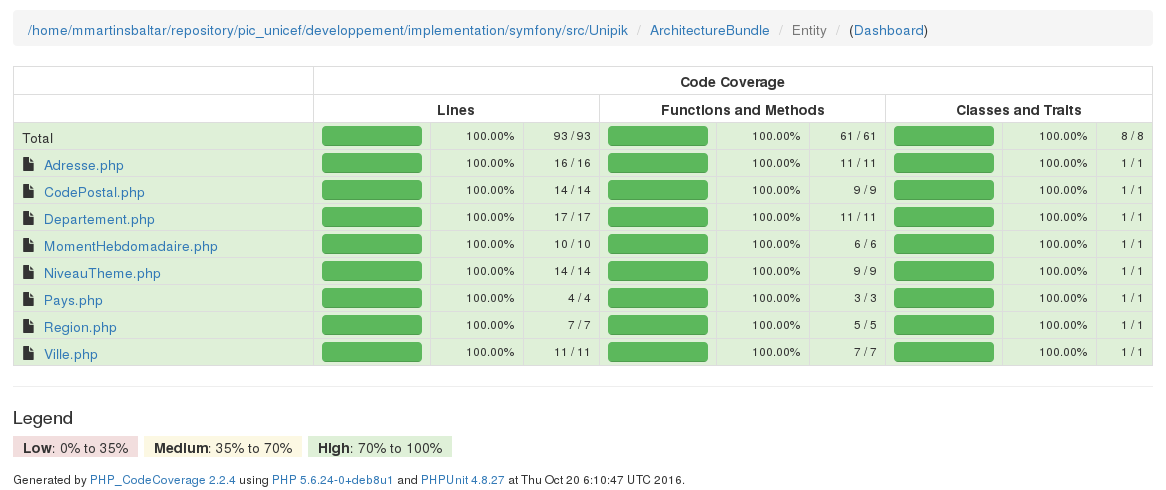 /home/mmartinsbaltar/repository/pic_unicef/developpement/implementation/symfony/src/Unipik / ArchitectureBundle / Entity / (Dashboard)
Code Coverage
Lines Functions and Methods Classes and Traits
Total 100.00% 93 / 93 100.00% 61 / 61 100.00% 8 / 8
Adresse.php 100.00% 16 / 16 100.00% 11 / 11 100.00% 1 / 1
CodePostal.php 100.00% 14 / 14 100.00% 9 / 9 100.00% 1 / 1
Departement.php 100.00% 17 / 17 100.00% 11 / 11 100.00% 1 / 1
MomentHebdomadaire.php 100.00% 10 / 10 100.00% 6 / 6 100.00% 1 / 1
NiveauTheme.php 100.00% 14 / 14 100.00% 9 / 9 100.00% 1 / 1
Pays.php 100.00% 4 / 4 100.00% 3 / 3 100.00% 1 / 1
Region.php 100.00% 7 / 7 100.00% 5 / 5 100.00% 1 / 1
Ville.php 100.00% 11 / 11 100.00% 7 / 7 100.00% 1 / 1
Legend
Low: 0% to 35% Medium: 35% to 70% High: 70% to 100%
Generated by PHP_CodeCoverage 2.2.4 using PHP 5.6.24-0+deb8u1 and PHPUnit 4.8.27 at Thu Oct 20 6:10:47 UTC 2016.